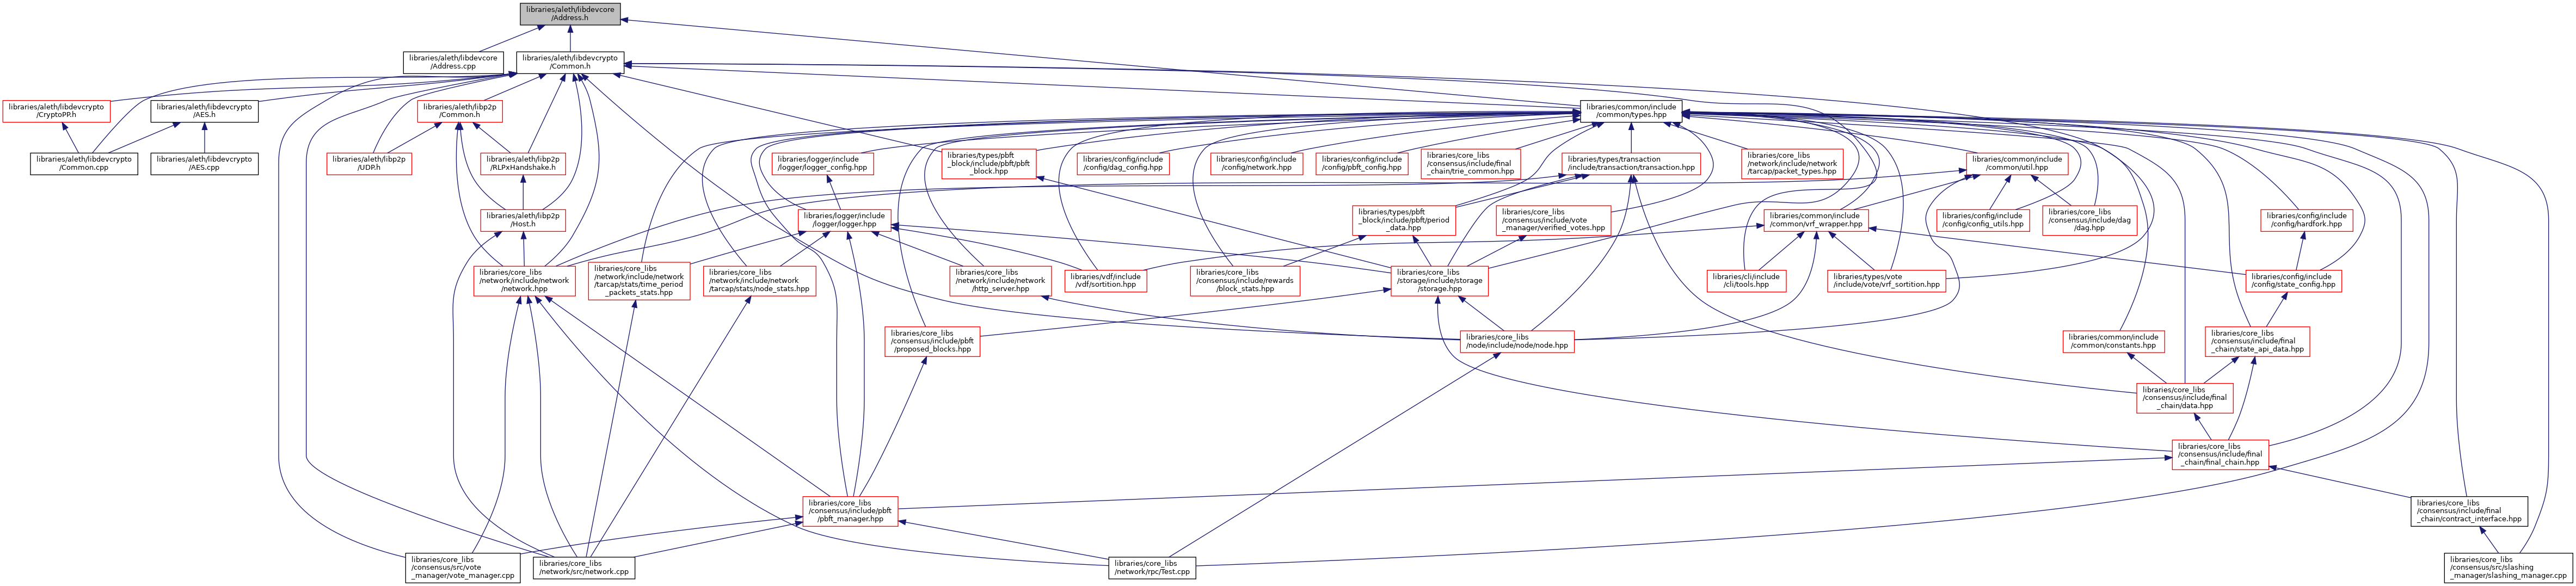 libraries/aleth/libdevcore
/Address.h
libraries/aleth/libdevcore
/Address.cpp
libraries/aleth/libdevcrypto
/Common.h
libraries/aleth/libdevcrypto
/CryptoPP.h
libraries/aleth/libdevcrypto
/AES.h
libraries/aleth/libp2p
/Common.h
libraries/common/include
/common/types.hpp
libraries/aleth/libdevcrypto
/Common.cpp
libraries/aleth/libdevcrypto
/AES.cpp
libraries/aleth/libp2p
/UDP.h
libraries/aleth/libp2p
/RLPxHandshake.h
libraries/logger/include
/logger/logger_config.hpp
libraries/types/pbft
_block/include/pbft/pbft
_block.hpp
libraries/config/include
/config/dag_config.hpp
libraries/config/include
/config/network.hpp
libraries/config/include
/config/pbft_config.hpp
libraries/core_libs
/consensus/include/final
_chain/trie_common.hpp
libraries/types/transaction
/include/transaction/transaction.hpp
libraries/core_libs
/network/include/network
/tarcap/packet_types.hpp
libraries/common/include
/common/util.hpp
libraries/aleth/libp2p
/Host.h
libraries/logger/include
/logger/logger.hpp
libraries/types/pbft
_block/include/pbft/period
_data.hpp
libraries/core_libs
/consensus/include/vote
_manager/verified_votes.hpp
libraries/common/include
/common/vrf_wrapper.hpp
libraries/config/include
/config/config_utils.hpp
libraries/core_libs
/consensus/include/dag
/dag.hpp
libraries/config/include
/config/hardfork.hpp
libraries/core_libs
/network/include/network
/network.hpp
libraries/core_libs
/network/include/network
/tarcap/stats/time_period
_packets_stats.hpp
libraries/core_libs
/network/include/network
/tarcap/stats/node_stats.hpp
libraries/core_libs
/network/include/network
/http_server.hpp
libraries/vdf/include
/vdf/sortition.hpp
libraries/core_libs
/consensus/include/rewards
/block_stats.hpp
libraries/core_libs
/storage/include/storage
/storage.hpp
libraries/cli/include
/cli/tools.hpp
libraries/types/vote
/include/vote/vrf_sortition.hpp
libraries/config/include
/config/state_config.hpp
libraries/core_libs
/consensus/include/pbft
/proposed_blocks.hpp
libraries/core_libs
/node/include/node/node.hpp
libraries/common/include
/common/constants.hpp
libraries/core_libs
/consensus/include/final
_chain/state_api_data.hpp
libraries/core_libs
/consensus/include/final
_chain/data.hpp
libraries/core_libs
/consensus/include/final
_chain/final_chain.hpp
libraries/core_libs
/consensus/include/pbft
/pbft_manager.hpp
libraries/core_libs
/consensus/include/final
_chain/contract_interface.hpp
libraries/core_libs
/consensus/src/vote
_manager/vote_manager.cpp
libraries/core_libs
/network/src/network.cpp
libraries/core_libs
/network/rpc/Test.cpp
libraries/core_libs
/consensus/src/slashing
_manager/slashing_manager.cpp